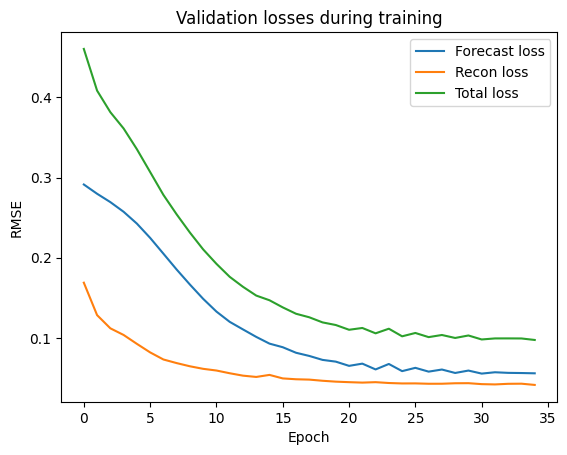 Validation losses during training
Forecast loss
Recon loss
Total loss
RMSE
0.4
0.3
0.2
0.1
0 5 10 15 20 25 30 35
Epoch